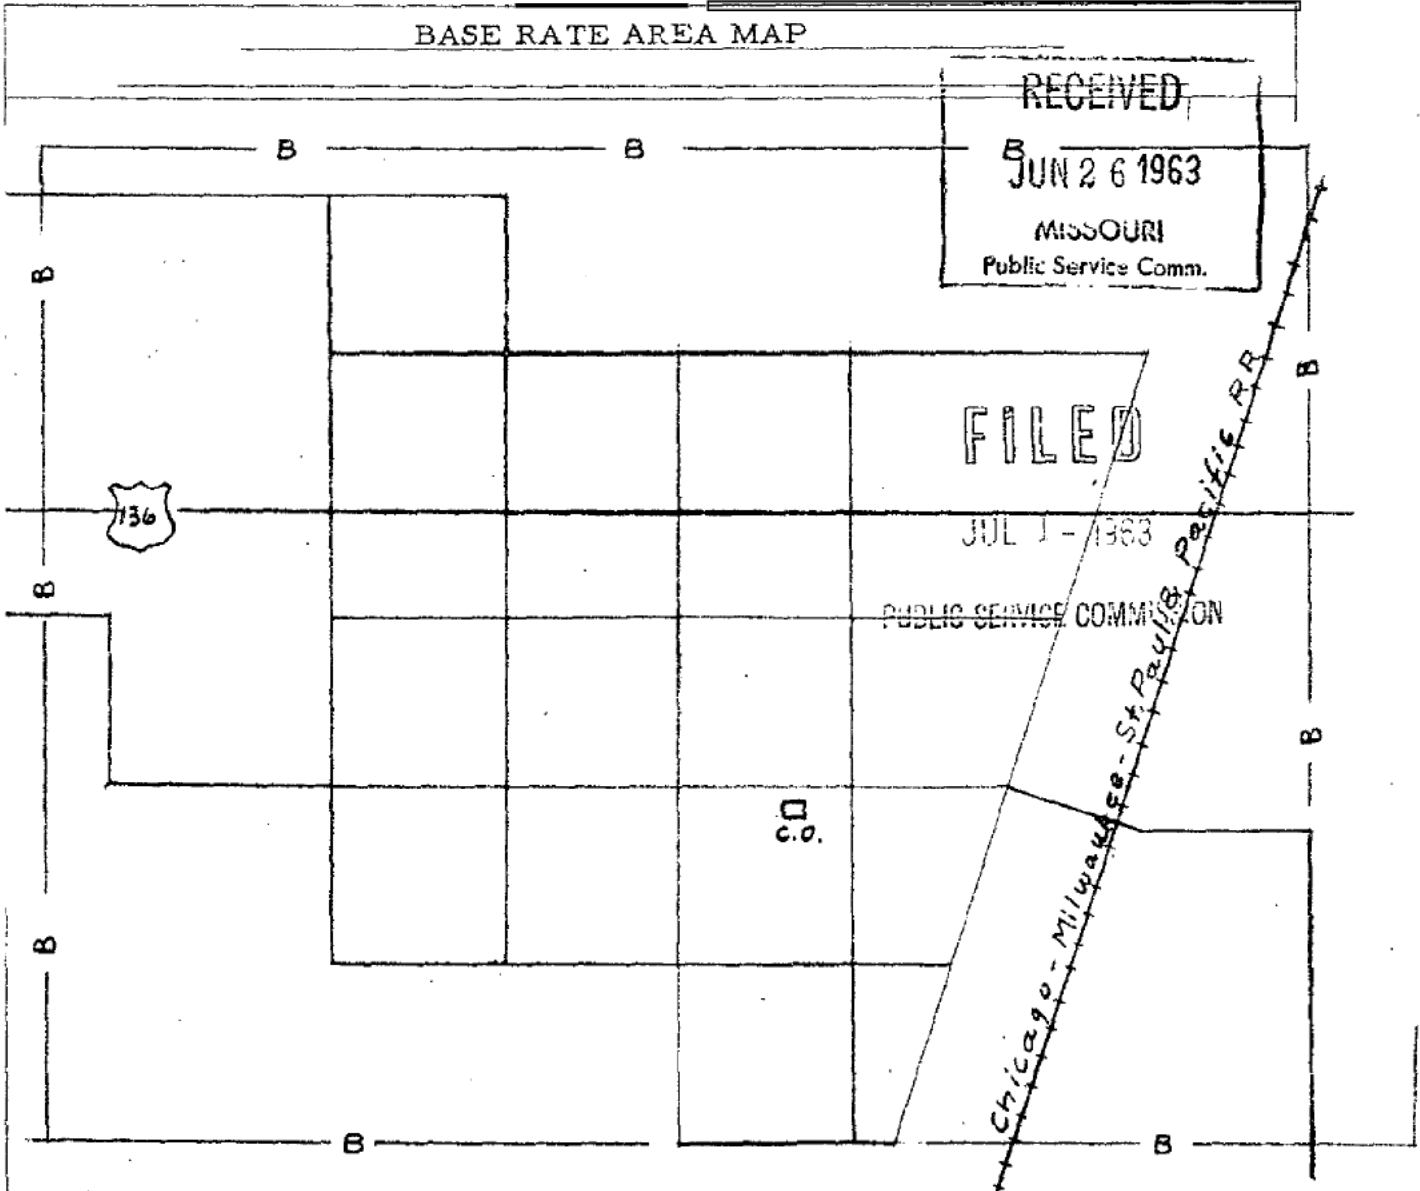 BASE RATE AREA MAP
RECEIVED
JUN 26 1963
MISSOURI
Public Service Comm.
B
B
B
B
B
FILED
136
JUL 1 - 1963
B
PUBLIC SERVICE COMMISSION
Chicago - Milwaukee - St. Paul & Pacific RR
B
C.O.
B
B
B